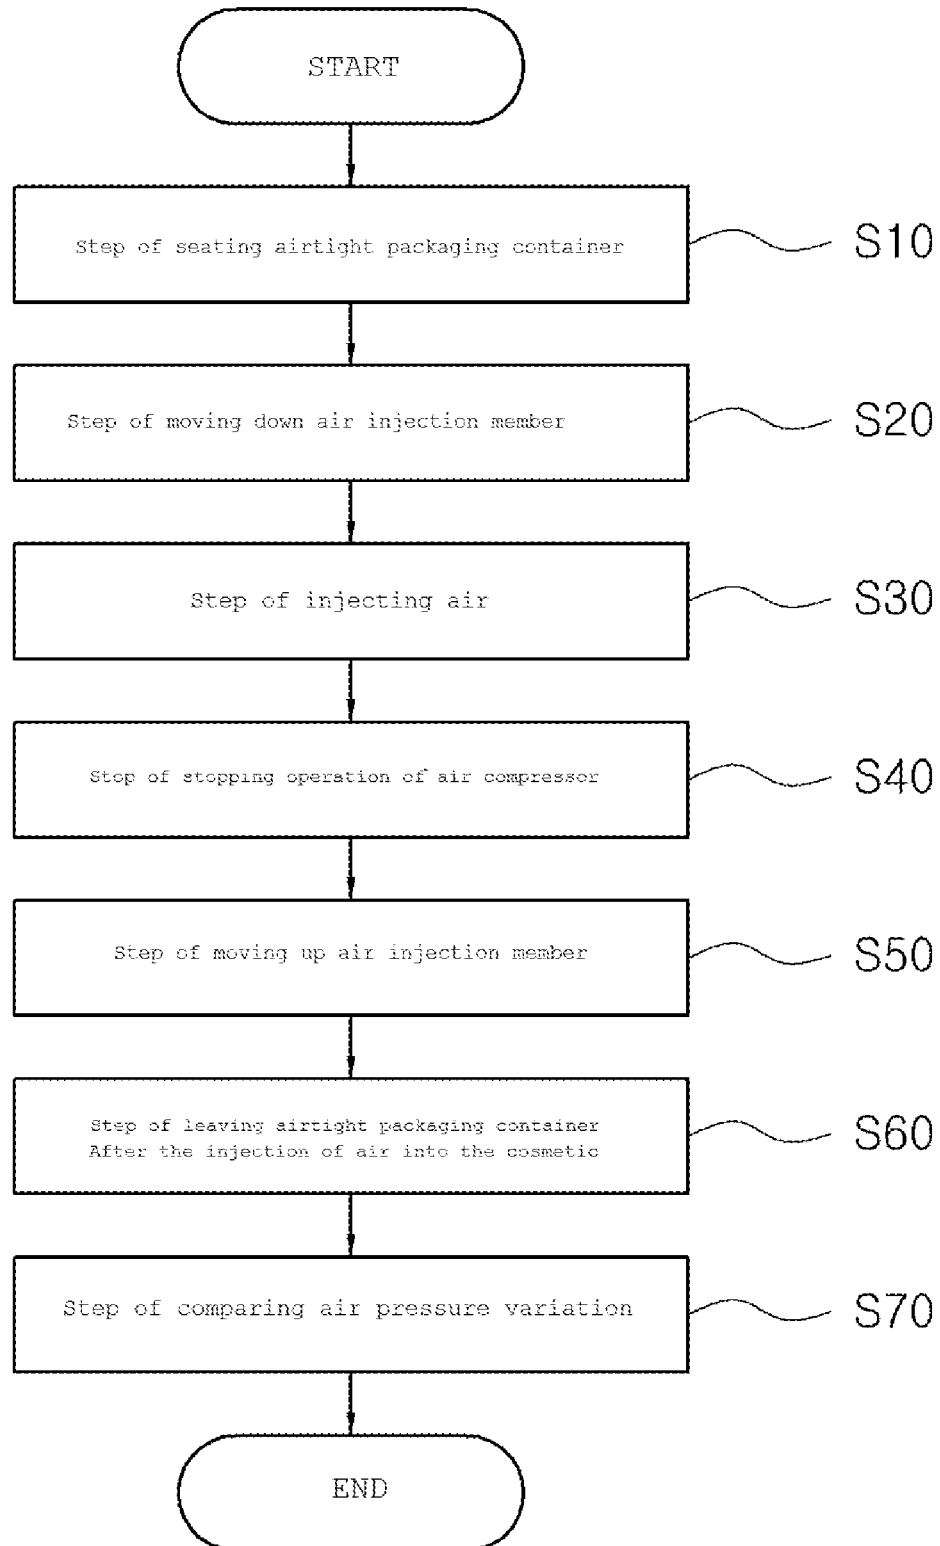 START
Step of seating airtight packaging container
S10
Step of moving down air injection member
S20
Step of injecting air
S30
Stop of stopping operation of air compressor
S40
Step of moving up air injection member
S50
Step of leaving airtight packaging container
After the injection of air into the cosmetic
S60
Step of comparing air pressure variation
S70
END